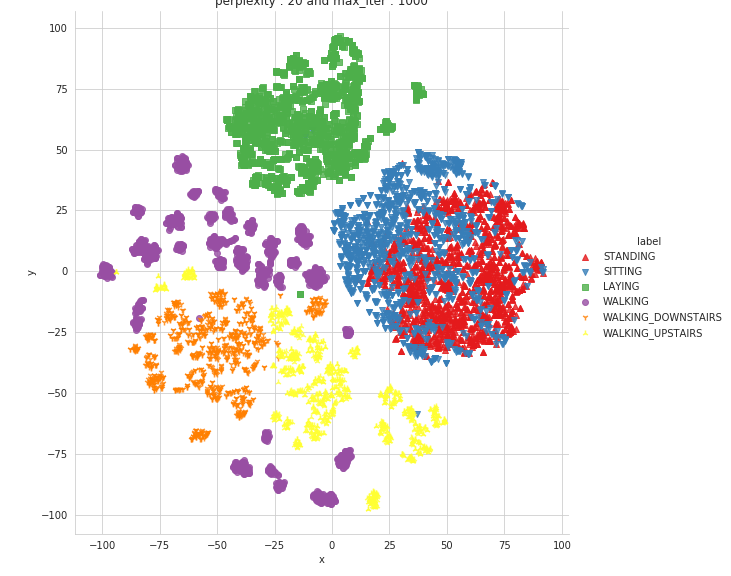 perplexity : 20 and max_iter : 1000
100
75
50
25
0
−25
−50
−75
−100
y
−100
−75
−50
−25
0
25
50
75
100
x
label
STANDING
SITTING
LAYING
WALKING
WALKING_DOWNSTAIRS
WALKING_UPSTAIRS